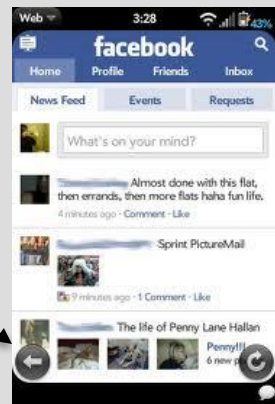 Web 3:28 43%
facebook
Home Profile Friends Inbox
News Feed Events Requests
What's on your mind?
Almost done with this flat,
then errands, then more flats haha fun life.
4 minutes ago - Comment - Like
Sprint PictureMail
9 minutes ago - 1 Comment - Like
The life of Penny Lane Hallan
Penny!!!
6 new